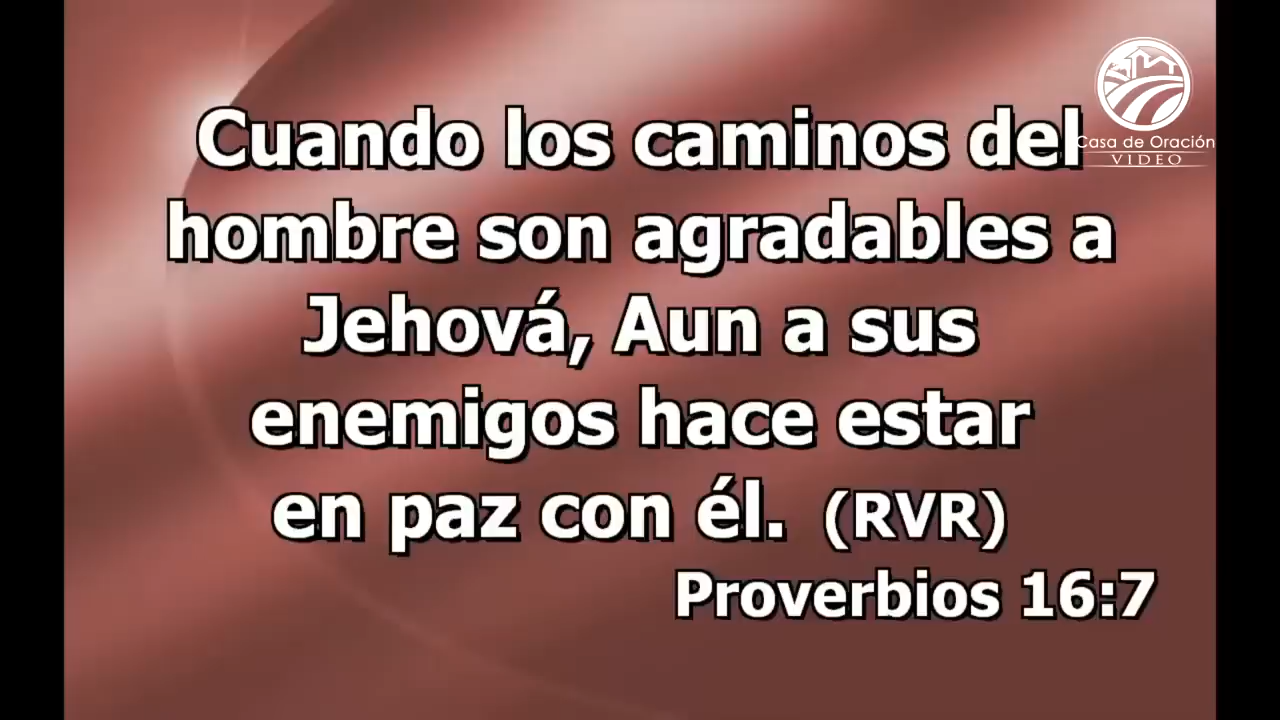 Cuando los caminos del
hombre son agradables a
Jehová, Aun a sus
enemigos hace estar
en paz con él. (RVR)
Proverbios 16:7
Casa de Oración
VIDEO